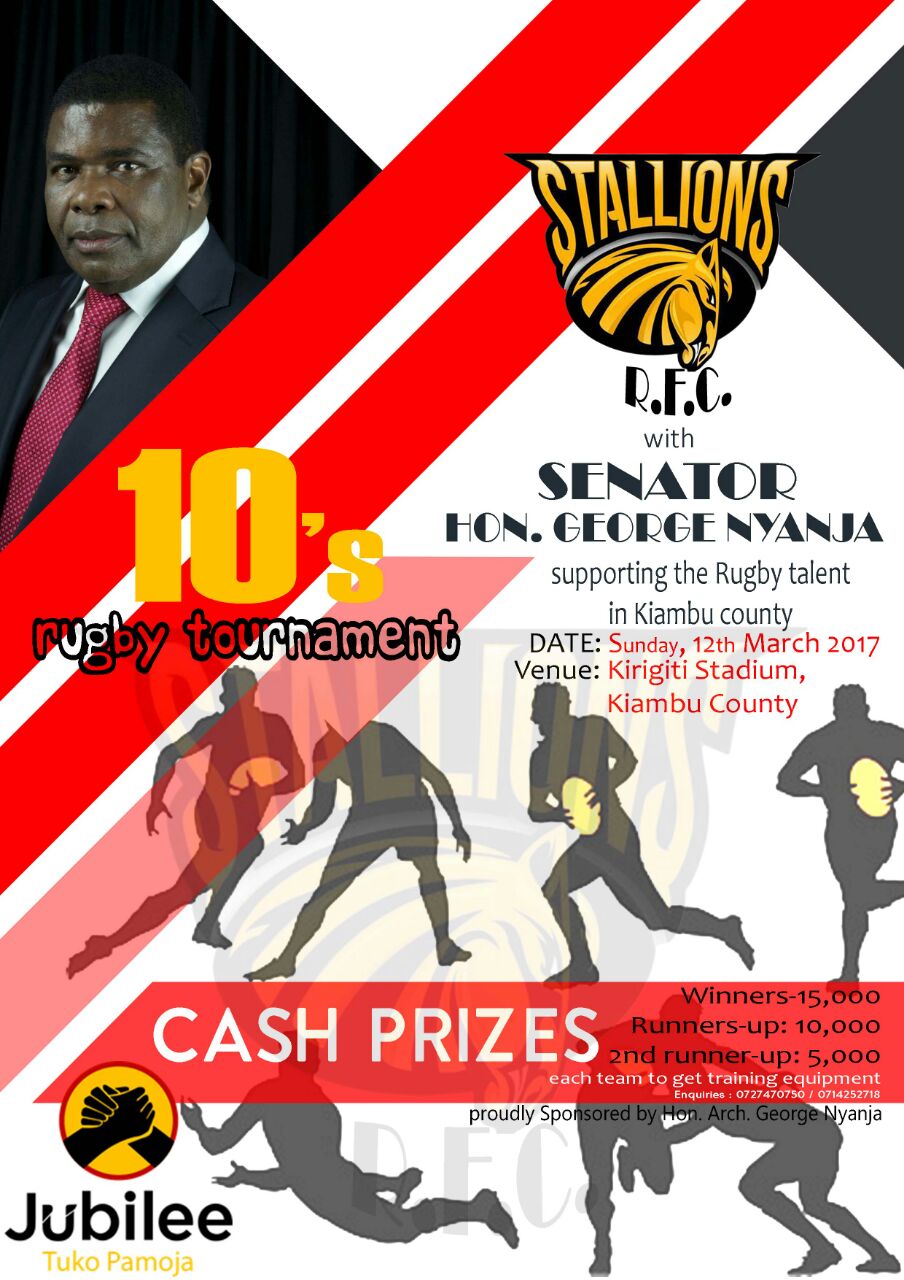 STALLIONS
R.F.C.
with
SENATOR
HON. GEORGE NYANJA
supporting the Rugby talent
in Kiambu county
DATE: Sunday, 12th March 2017
Venue: Kirigiti Stadium,
Kiambu County
10's
rugby tournament
STALLIONS
CASH PRIZES
Winners-15,000
Runners-up: 10,000
2nd runner-up: 5,000
each team to get training equipment
Enquiries : 0727470750 / 0714252718
proudly Sponsored by Hon. Arch. George Nyanja
R.F.C.
Jubilee
Tuko Pamoja